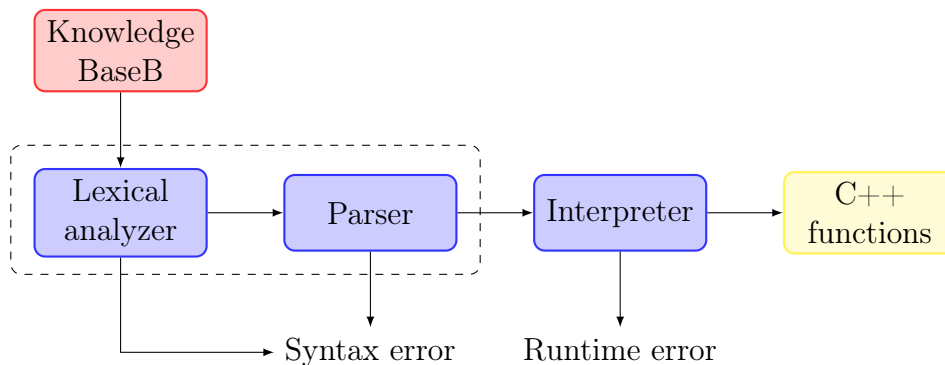 Knowledge
BaseB
Lexical
analyzer
Parser
Interpreter
C++
functions
Syntax error
Runtime error